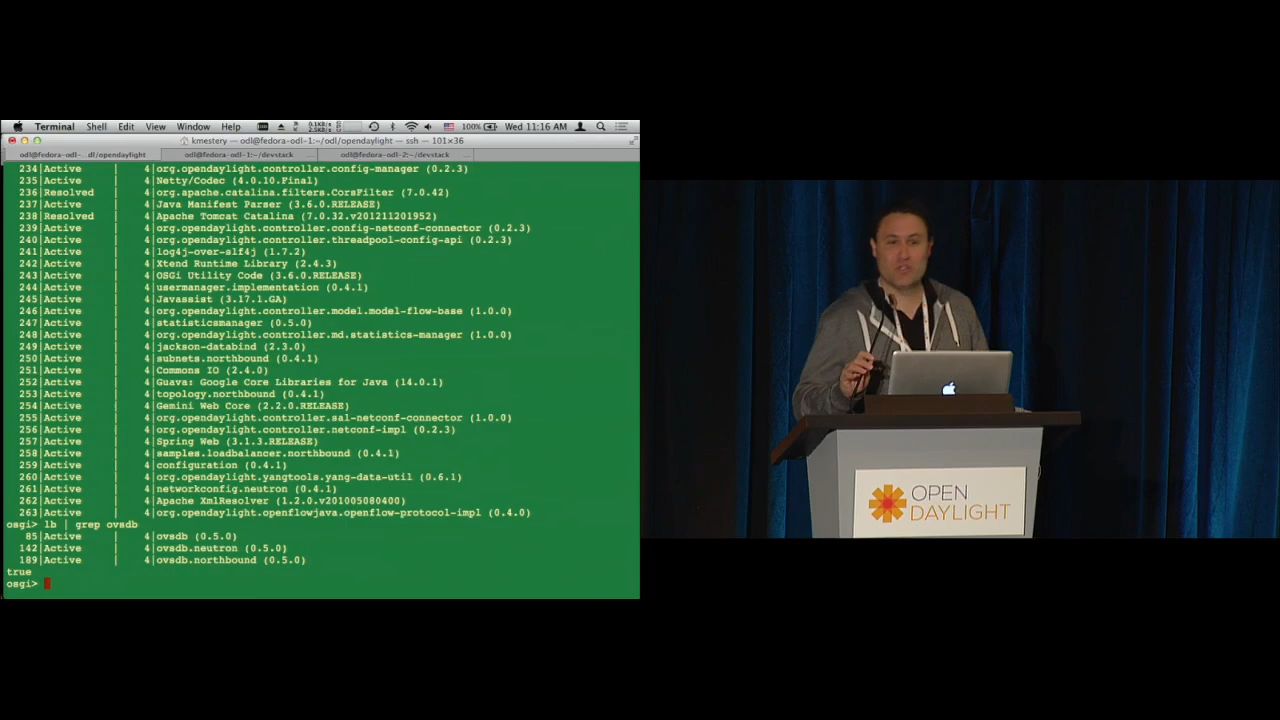 Terminal Shell Edit View Window Help 100% Wed 11:16 AM
kmestery — odl@fedora-odl-1:~/odl/opendaylight — ssh — 101×36
odl@fedora-odl-...dl/opendaylight odl@fedora-odl-1:~/devstack odl@fedora-odl-2:~/devstack
234|Active | 4|org.opendaylight.controller.config-manager (0.2.3)
235|Active | 4|Netty/Codec (4.0.10.Final)
236|Resolved | 4|org.apache.catalina.filters.CorsFilter (7.0.42)
237|Active | 4|Java Manifest Parser (3.6.0.RELEASE)
238|Resolved | 4|Apache Tomcat Catalina (7.0.32.v201211201952)
239|Active | 4|org.opendaylight.controller.config-netconf-connector (0.2.3)
240|Active | 4|org.opendaylight.controller.threadpool-config-api (0.2.3)
241|Active | 4|log4j-over-slf4j (1.7.2)
242|Active | 4|Xtend Runtime Library (2.4.3)
243|Active | 4|OSGi Utility Code (3.6.0.RELEASE)
244|Active | 4|usermanager.implementation (0.4.1)
245|Active | 4|Javassist (3.17.1.GA)
246|Active | 4|org.opendaylight.controller.model.model-flow-base (1.0.0)
247|Active | 4|statisticsmanager (0.5.0)
248|Active | 4|org.opendaylight.controller.md.statistics-manager (1.0.0)
249|Active | 4|jackson-databind (2.3.0)
250|Active | 4|subnets.northbound (0.4.1)
251|Active | 4|Commons IO (2.4.0)
252|Active | 4|Guava: Google Core Libraries for Java (14.0.1)
253|Active | 4|topology.northbound (0.4.1)
254|Active | 4|Gemini Web Core (2.2.0.RELEASE)
255|Active | 4|org.opendaylight.controller.sal-netconf-connector (1.0.0)
256|Active | 4|org.opendaylight.controller.netconf-impl (0.2.3)
257|Active | 4|Spring Web (3.1.3.RELEASE)
258|Active | 4|samples.loadbalancer.northbound (0.4.1)
259|Active | 4|configuration (0.4.1)
260|Active | 4|org.opendaylight.yangtools.yang-data-util (0.6.1)
261|Active | 4|networkconfig.neutron (0.4.1)
262|Active | 4|Apache XmlResolver (1.2.0.v201005080400)
263|Active | 4|org.opendaylight.openflowjava.openflow-protocol-impl (0.4.0)
osgi> lb | grep ovsdb
85|Active | 4|ovsdb (0.5.0)
142|Active | 4|ovsdb.neutron (0.5.0)
189|Active | 4|ovsdb.northbound (0.5.0)
true
osgi>
OPEN
DAYLIGHT